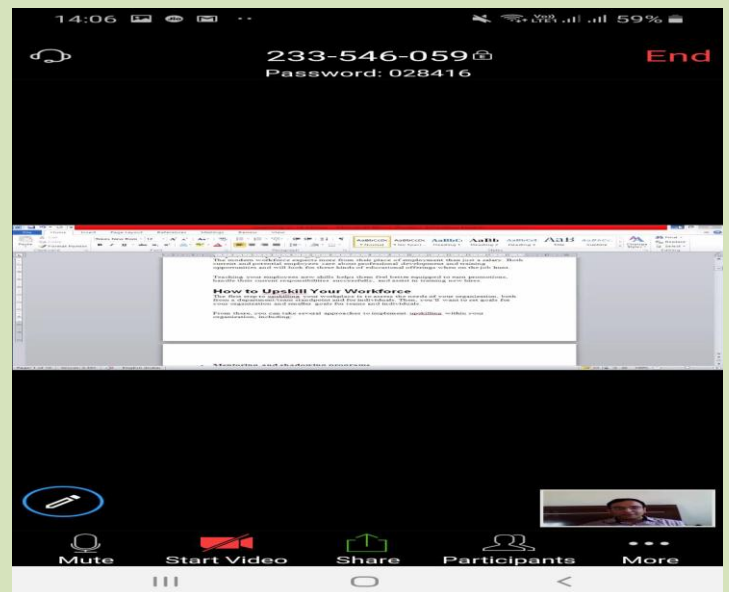 14:06 59%
233-546-059 End
Password: 028416
The modern workforce expects more from their place of employment than just a salary. Both
current and potential employees care about professional development and training
opportunities and will look for these kinds of educational offerings when on the job hunt.
Teaching your employees new skills helps them feel better equipped to earn promotions,
handle their current responsibilities successfully, and assist in training new hires.
How to Upskill Your Workforce
The first step to upskilling your workplace is to assess the needs of your organization, both
from a department/team standpoint and for individuals. Then, you'll want to set goals for
your organization and smaller goals for teams and individuals.
From there, you can take several approaches to implement upskilling within your
organization, including:
Mentoring and shadowing programs
Mute Start Video Share Participants More